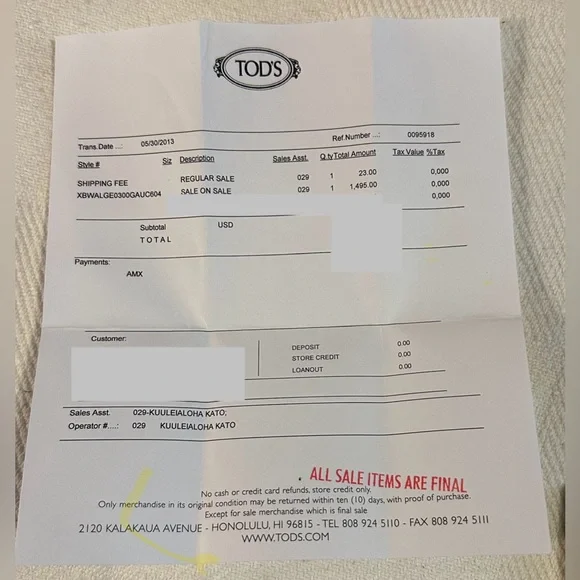 TOD'S
Trans.Date ...: 05/30/2013 Ref.Number ...: 0095918
Style # Siz Description Sales Asst. Q.ty Total Amount Tax Value %Tax
SHIPPING FEE REGULAR SALE 029 1 23.00 0,000
XBWALGE0300GAUC604 SALE ON SALE 029 1 1,495.00 0,000
0,000
Subtotal USD
TOTAL
Payments:
AMX
Customer:
DEPOSIT 0.00
STORE CREDIT 0.00
LOANOUT 0.00
Sales Asst. 029-KUULEIALOHA KATO;
Operator #....: 029 KUULEIALOHA KATO
ALL SALE ITEMS ARE FINAL
No cash or credit card refunds, store credit only.
Only merchandise in its original condition may be returned within ten (10) days, with proof of purchase.
Except for sale merchandise which is final sale
2120 KALAKAUA AVENUE - HONOLULU, HI 96815 - TEL 808 924 5110 - FAX 808 924 5111
WWW.TODS.COM